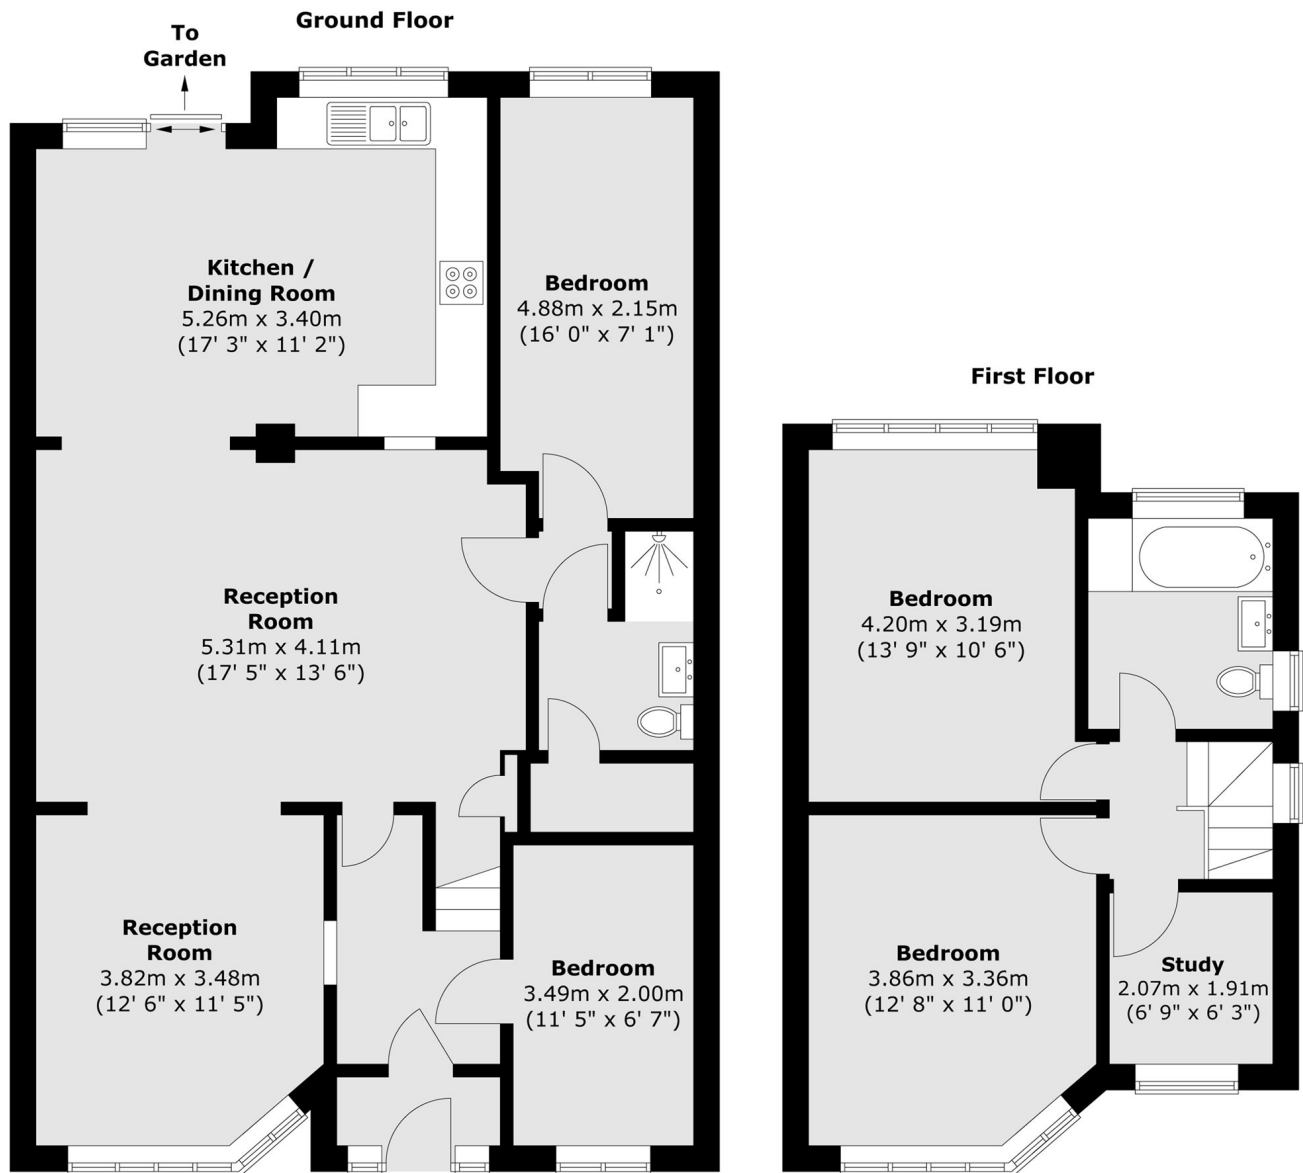 Ground Floor
To
Garden
Kitchen /
Dining Room
5.26m x 3.40m
(17' 3" x 11' 2")
Bedroom
4.88m x 2.15m
(16' 0" x 7' 1")
Reception
Room
5.31m x 4.11m
(17' 5" x 13' 6")
Reception
Room
3.82m x 3.48m
(12' 6" x 11' 5")
Bedroom
3.49m x 2.00m
(11' 5" x 6' 7")
First Floor
Bedroom
4.20m x 3.19m
(13' 9" x 10' 6")
Bedroom
3.86m x 3.36m
(12' 8" x 11' 0")
Study
2.07m x 1.91m
(6' 9" x 6' 3")